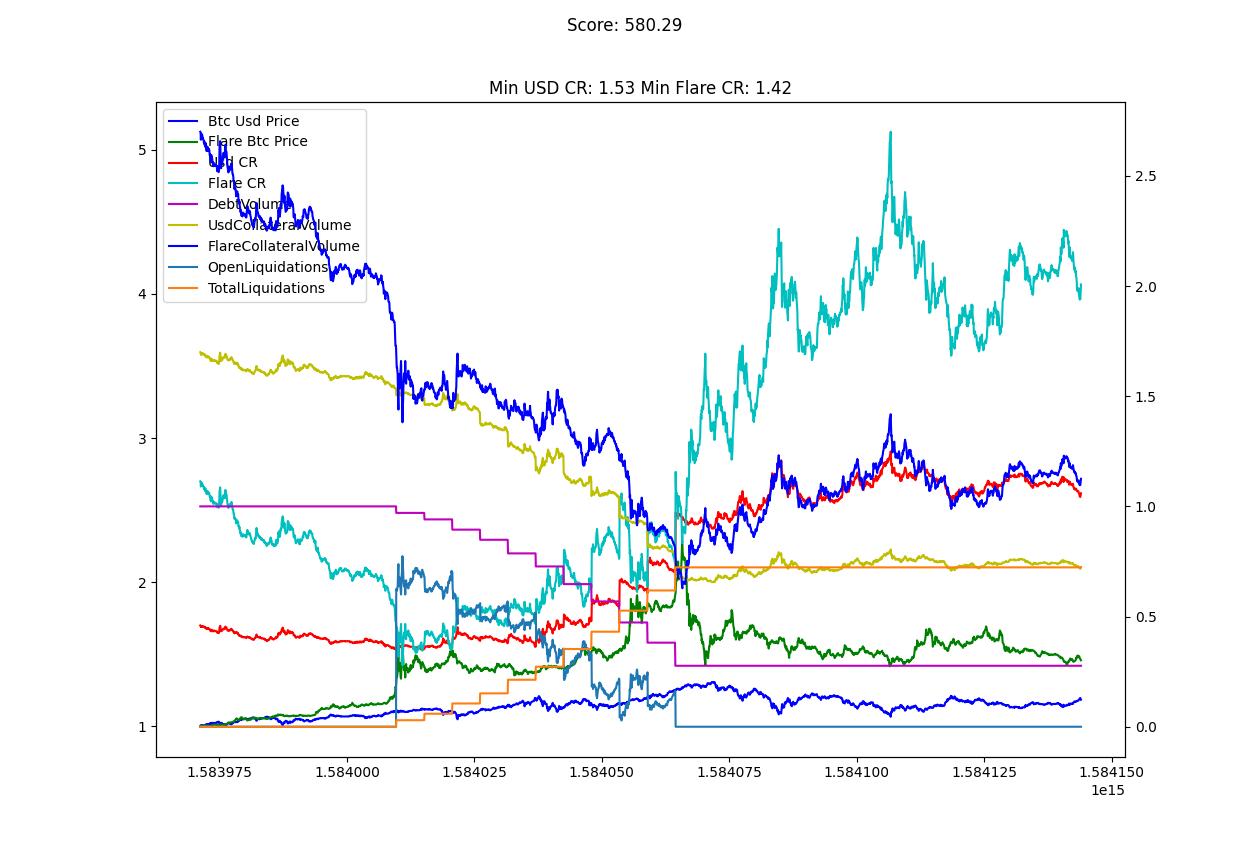 Score: 580.29
Min USD CR: 1.53 Min Flare CR: 1.42
Btc Usd Price
Flare Btc Price
Usd CR
Flare CR
DebtVolume
UsdCollateralVolume
FlareCollateralVolume
OpenLiquidations
TotalLiquidations
5
4
3
2
1
2.5
2.0
1.5
1.0
0.5
0.0
1.583975 1.584000 1.584025 1.584050 1.584075 1.584100 1.584125 1.584150
1e15